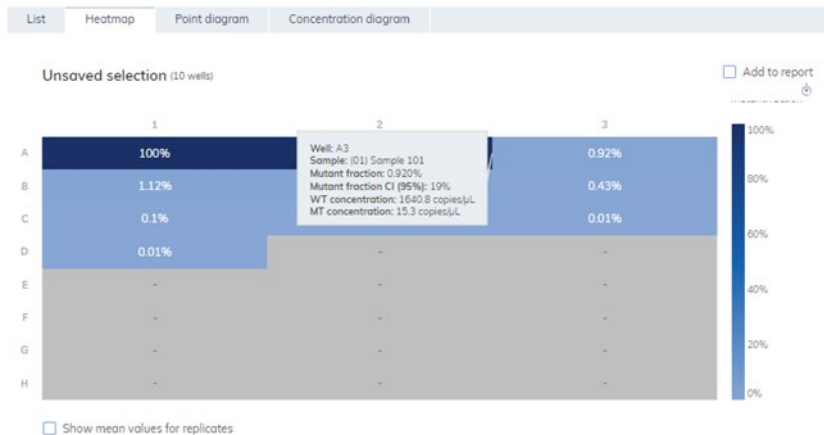 List Heatmap Point diagram Concentration diagram
Unsaved selection (10 wells)
Add to report
1 2 3
A 100% 0.92%
B 1.12% 0.43%
C 0.1% 0.01%
D 0.01% - -
E - - -
F - - -
G - - -
H - - -
Well: A3
Sample: (01) Sample 101
Mutant fraction: 0.920%
Mutant fraction CI (95%): 19%
WT concentration: 1640.8 copies/µL
MT concentration: 15.3 copies/µL
100%
80%
60%
40%
20%
0%
Show mean values for replicates